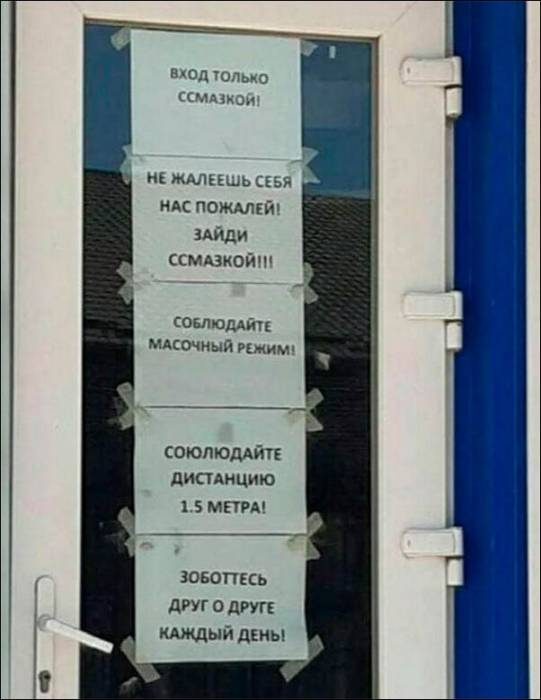 ВХОД ТОЛЬКО
ССМАЗКОЙ!
НЕ ЖАЛЕЕШЬ СЕБЯ
НАС ПОЖАЛЕЙ!
ЗАЙДИ
ССМАЗКОЙ!!!
СОБЛЮДАЙТЕ
МАСОЧНЫЙ РЕЖИМ!
СОЮЛЮДАЙТЕ
ДИСТАНЦИЮ
1.5 МЕТРА!
ЗОБОТТЕСЬ
ДРУГ О ДРУГЕ
КАЖДЫЙ ДЕНЬ!